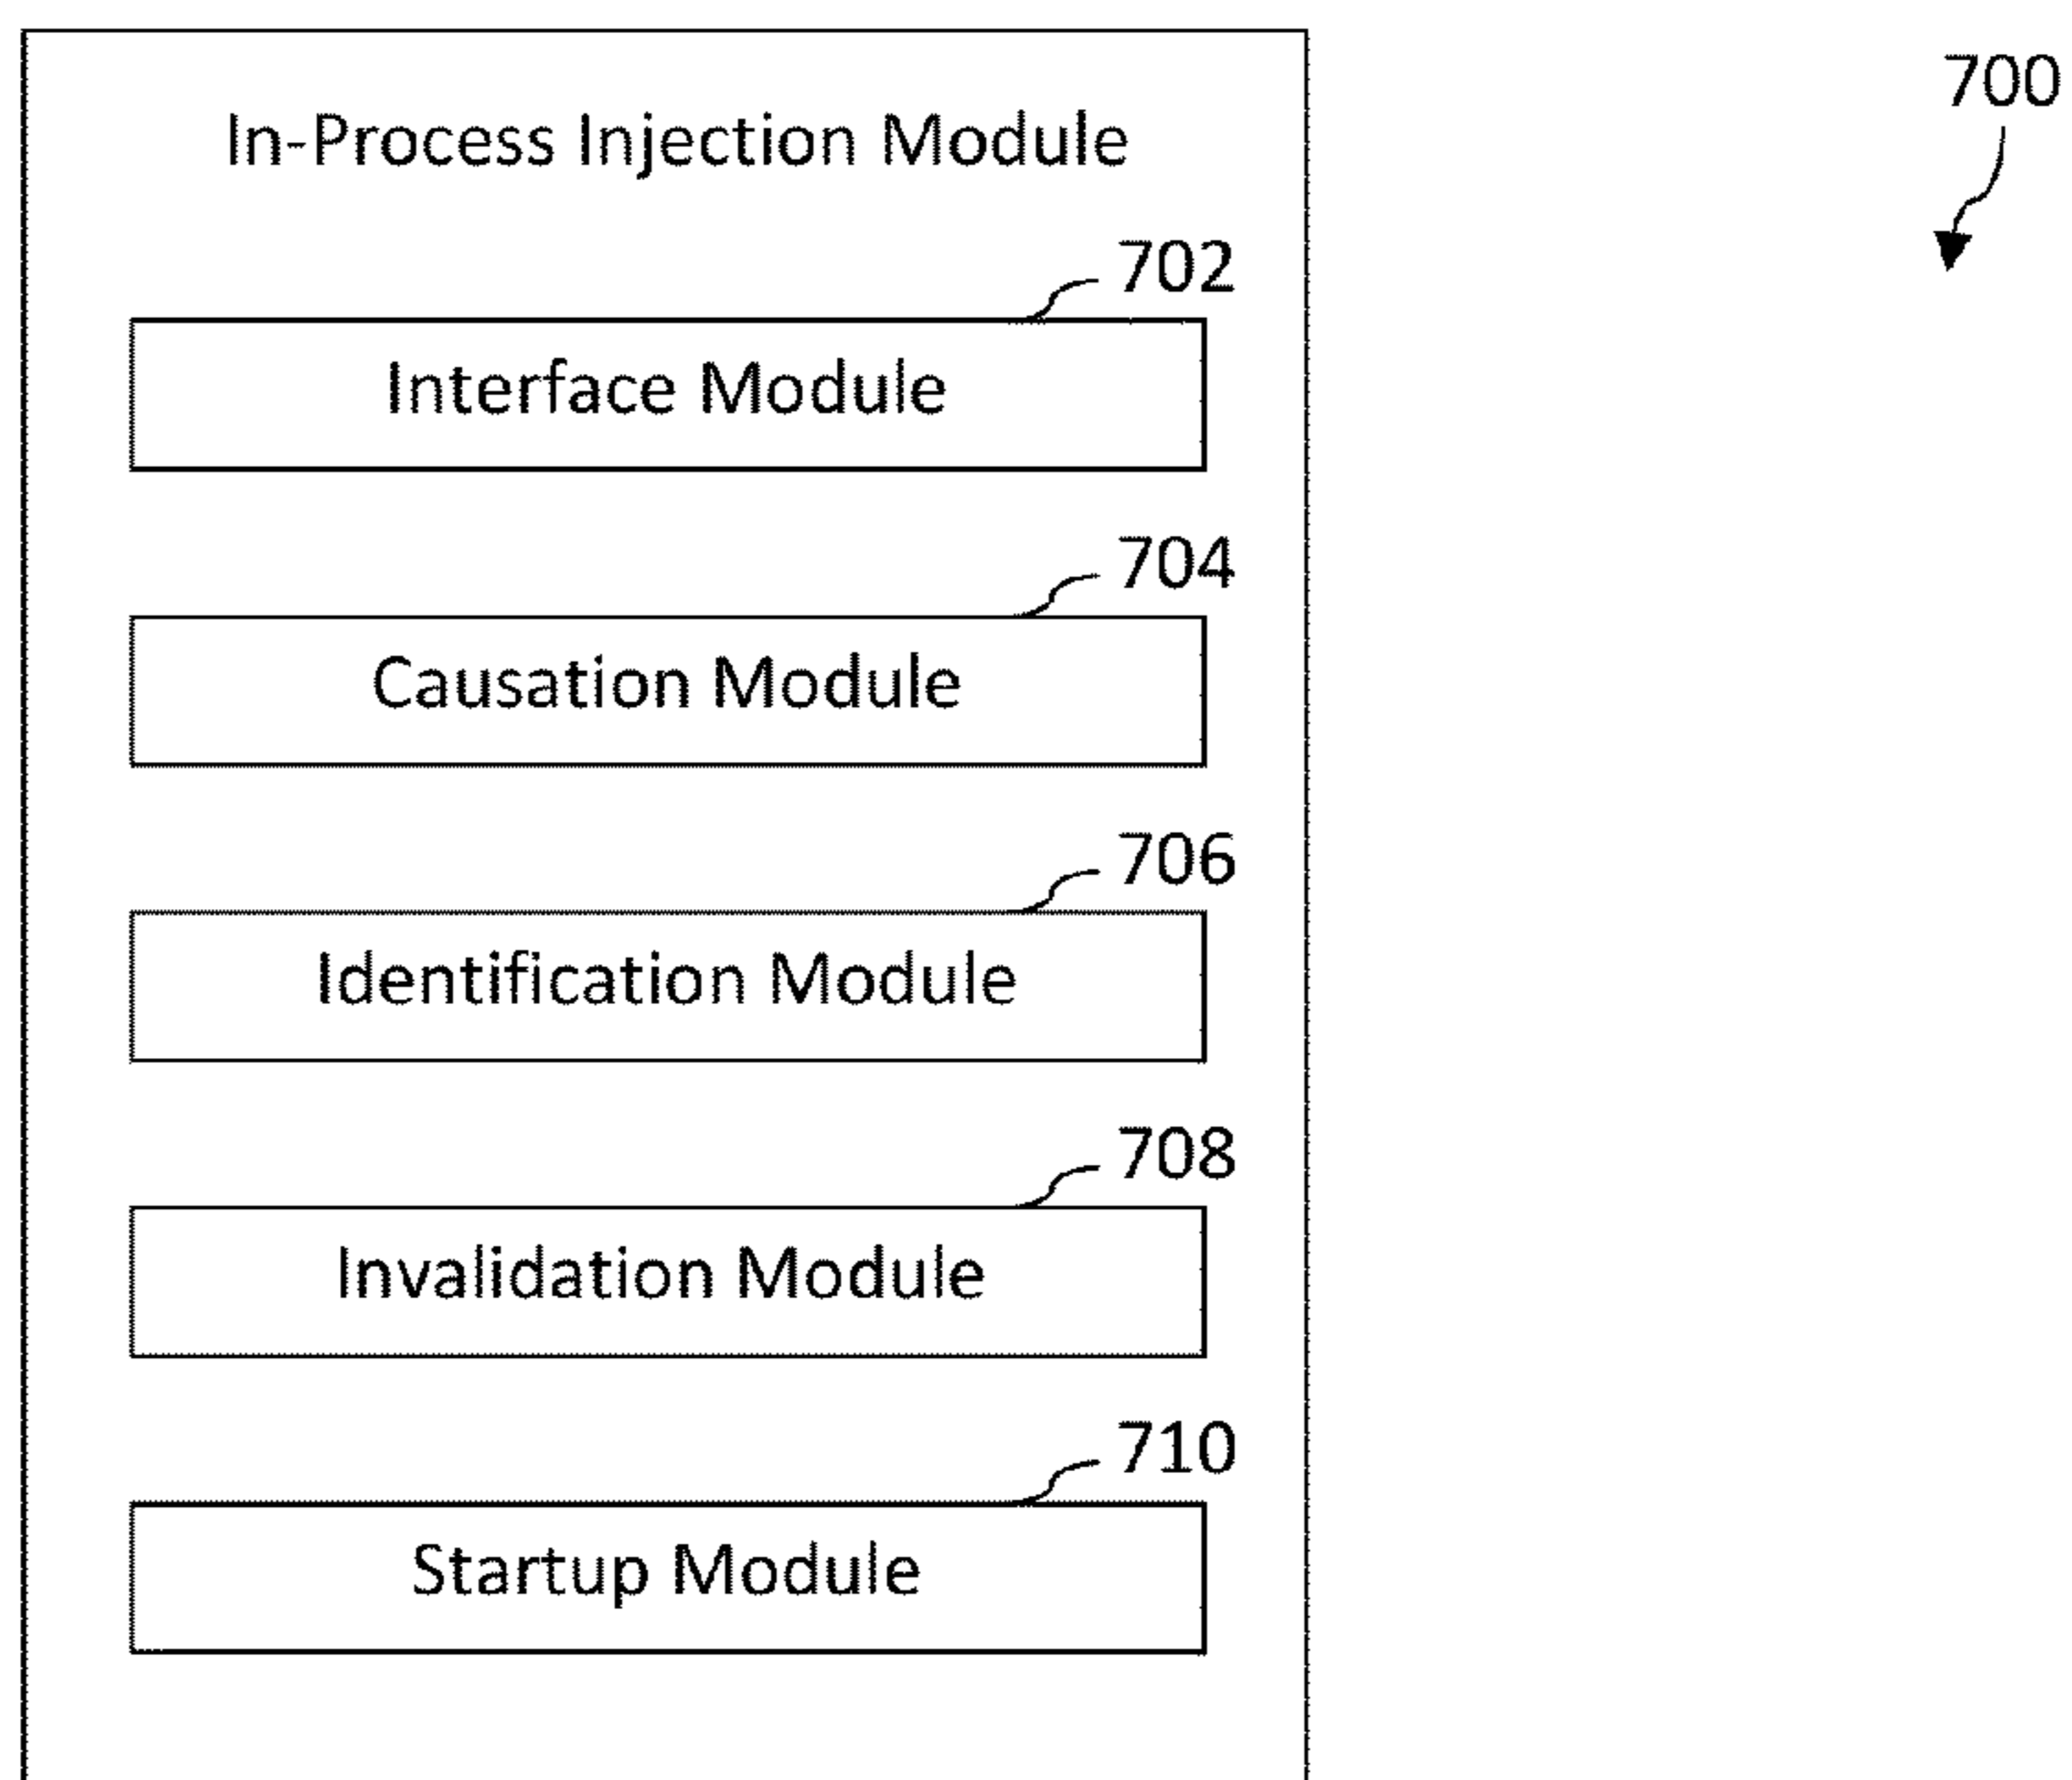 700
In-Process Injection Module
702
Interface Module
704
Causation Module
706
Identification Module
708
Invalidation Module
710
Startup Module